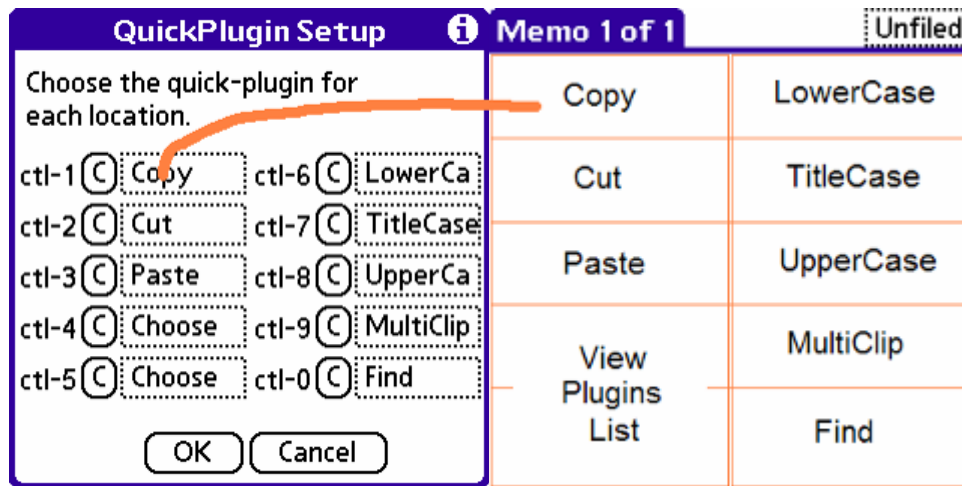 QuickPlugin Setup i
Choose the quick-plugin for
each location.
ctl-1 C Copy ctl-6 C LowerCa
ctl-2 C Cut ctl-7 C TitleCase
ctl-3 C Paste ctl-8 C UpperCa
ctl-4 C Choose ctl-9 C MultiClip
ctl-5 C Choose ctl-0 C Find
OK Cancel
Memo 1 of 1 Unfiled
Copy LowerCase
Cut TitleCase
Paste UpperCase
View
Plugins
List
MultiClip
Find